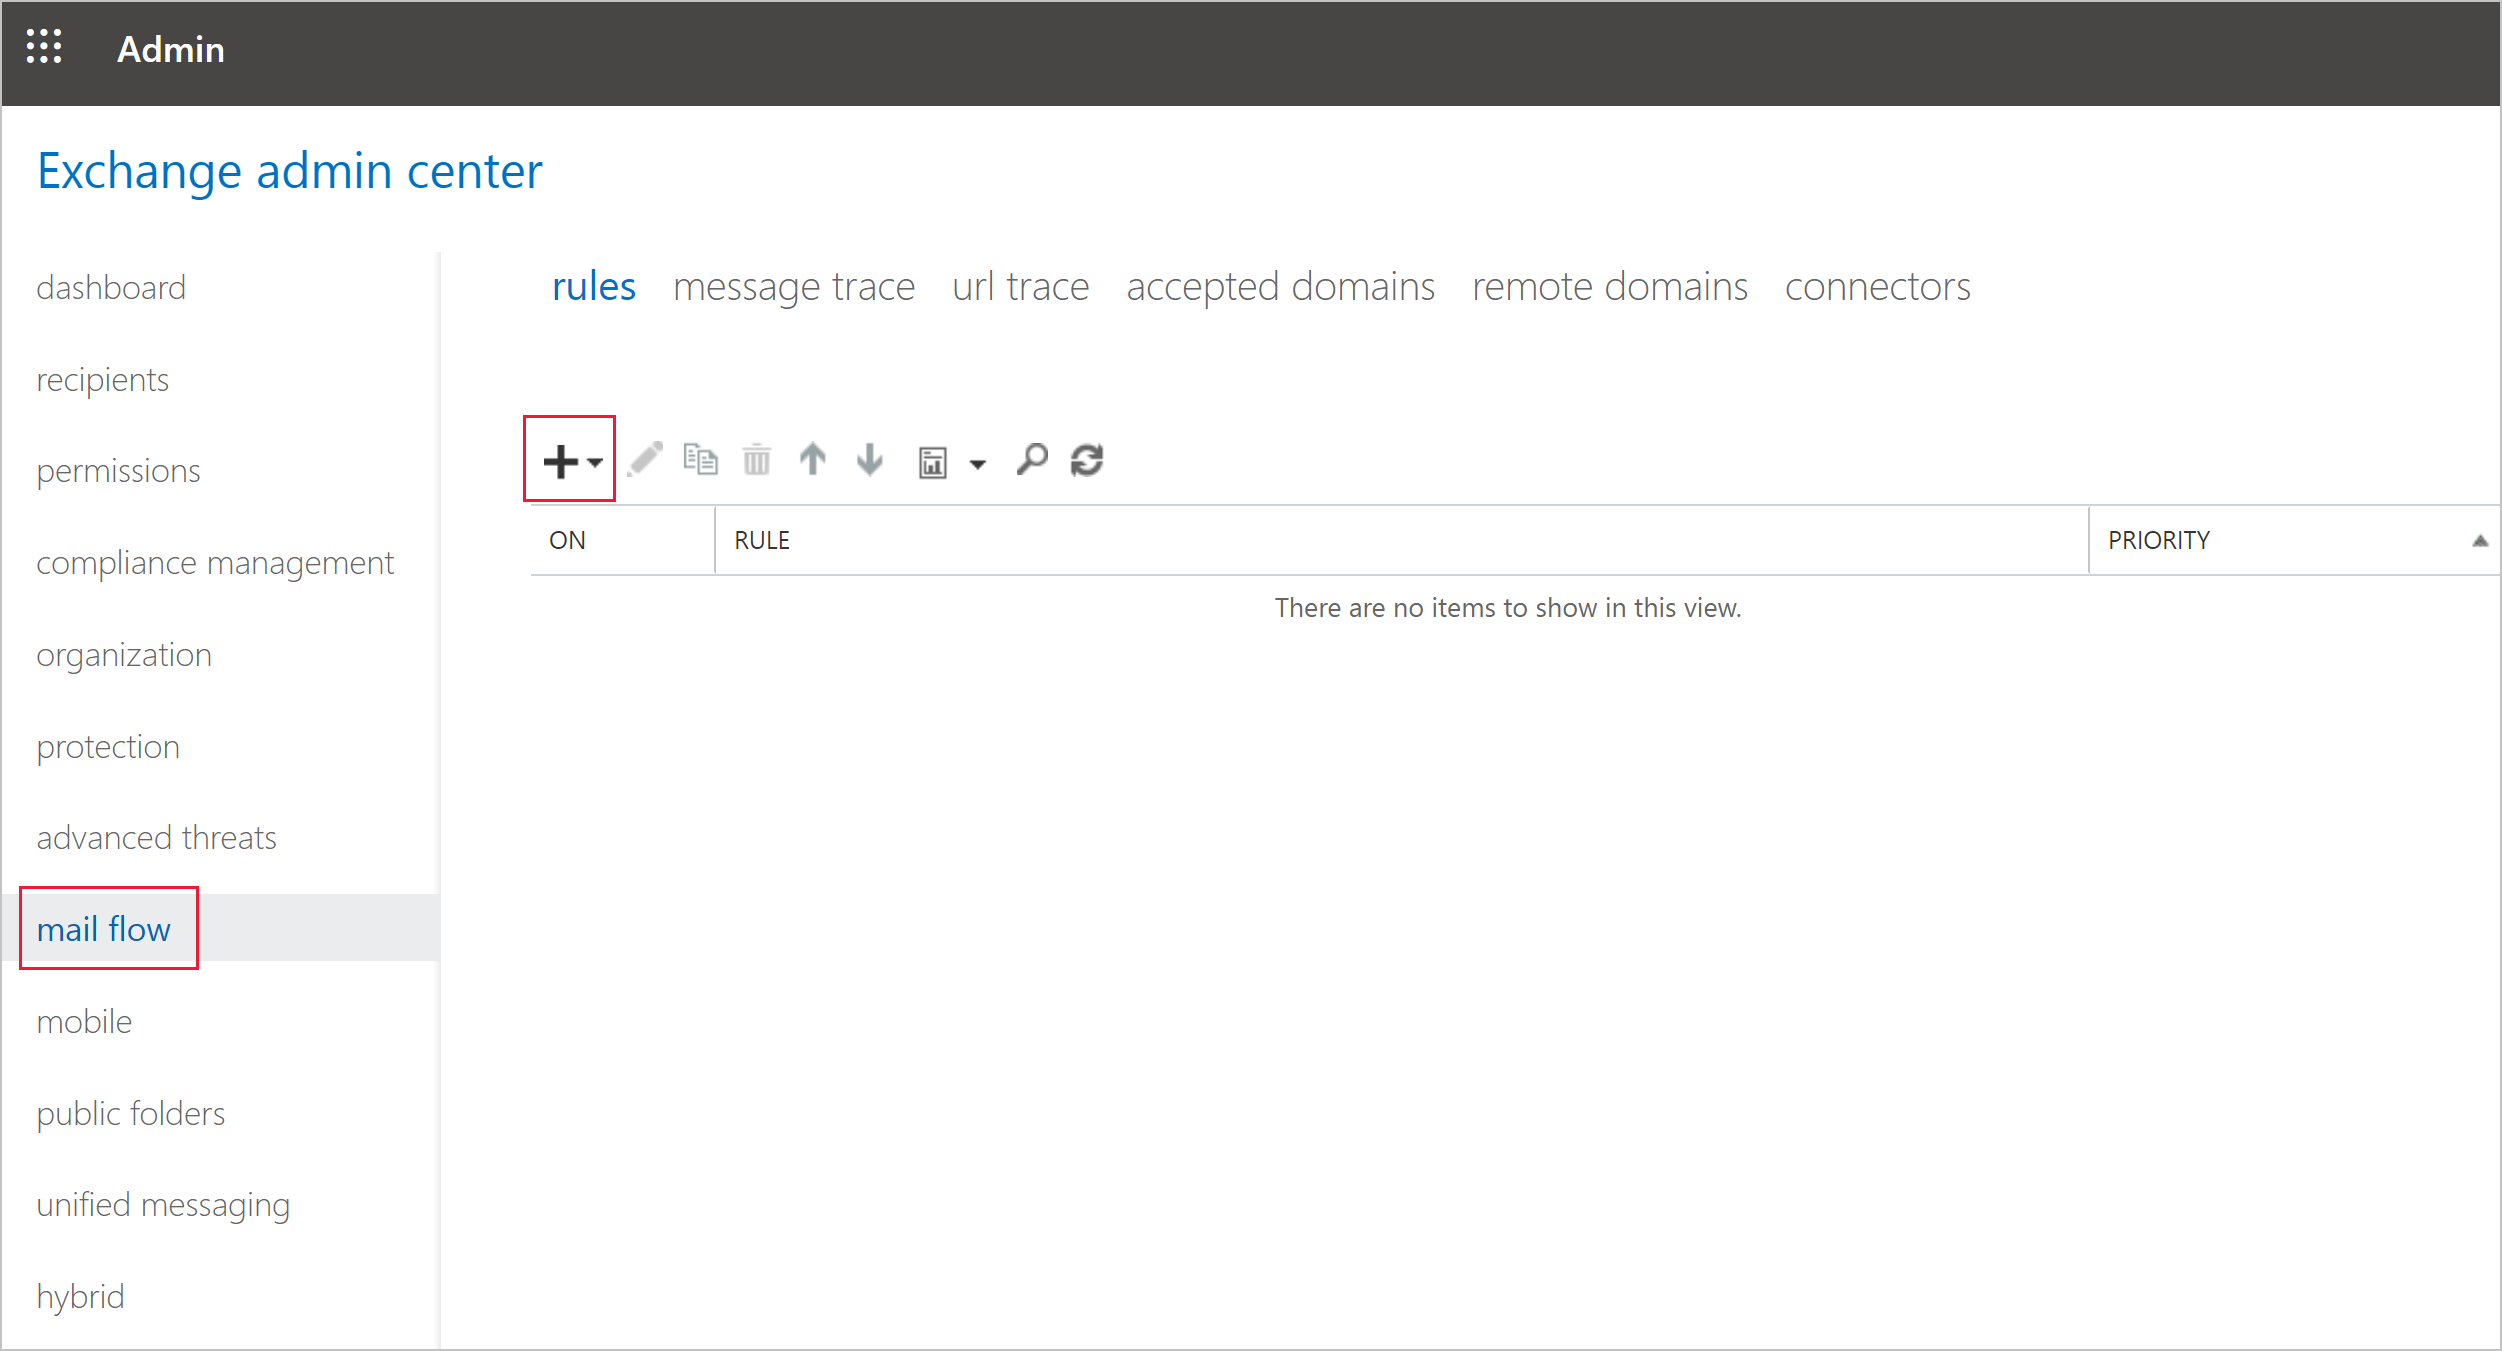 Admin
Exchange admin center
dashboard
recipients
permissions
compliance management
organization
protection
advanced threats
mail flow
mobile
public folders
unified messaging
hybrid
rules message trace url trace accepted domains remote domains connectors
ON RULE PRIORITY
There are no items to show in this view.